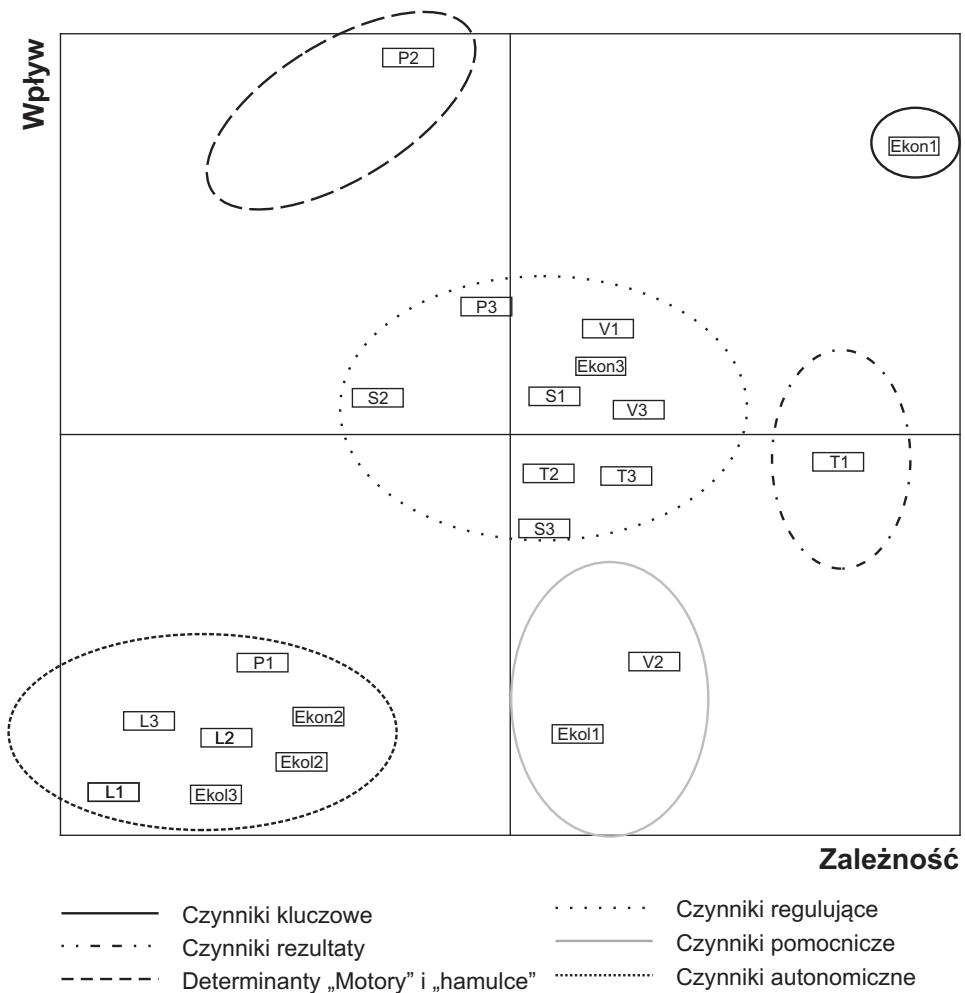 Wpływ
P2
Ekon1
P3
V1
Ekon3
S2
S1
V3
T1
T2
T3
S3
P1
V2
L3
Ekon2
L2
Ekol1
Ekol2
L1
Ekol3
Zależność
Czynniki kluczowe
Czynniki rezultaty
Determinanty „Motory” i „hamulce”
Czynniki regulujące
Czynniki pomocnicze
Czynniki autonomiczne